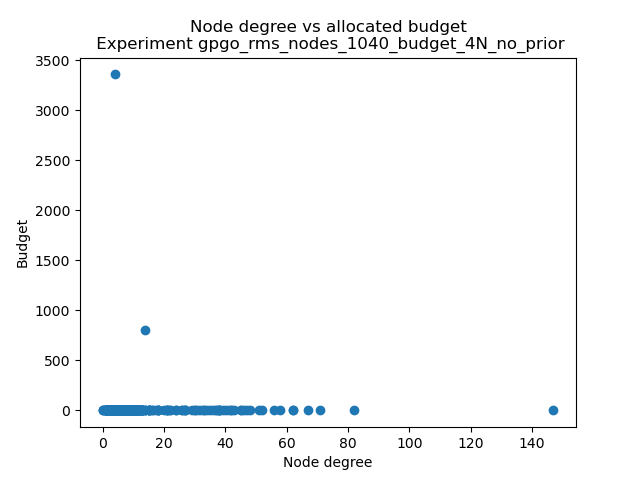 Node degree vs allocated budget
Experiment gpgo_rms_nodes_1040_budget_4N_no_prior
3500
3000
2500
2000
1500
1000
500
0
Budget
0 20 40 60 80 100 120 140
Node degree